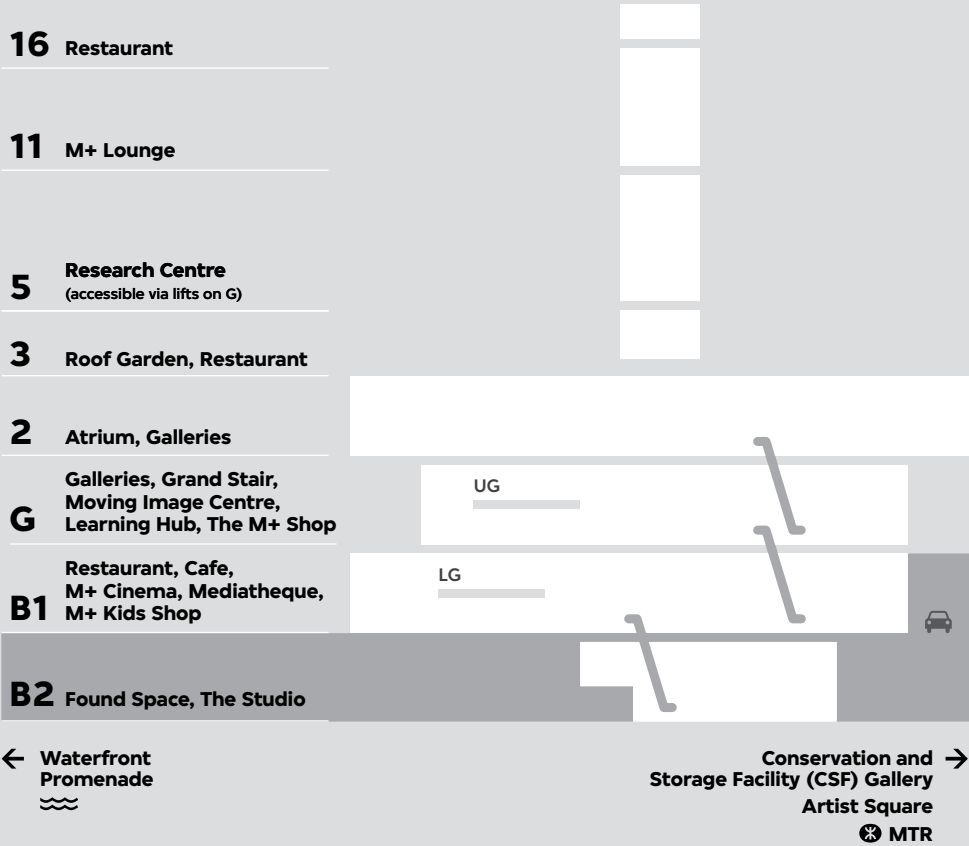 16 Restaurant
11 M+ Lounge
Research Centre
5 (accessible via lifts on G)
3 Roof Garden, Restaurant
2 Atrium, Galleries
Galleries, Grand Stair,
Moving Image Centre,
G Learning Hub, The M+ Shop
UG
Restaurant, Cafe,
M+ Cinema, Mediatheque,
B1 M+ Kids Shop
LG
B2 Found Space, The Studio
← Waterfront
Promenade
Conservation and →
Storage Facility (CSF) Gallery
Artist Square
MTR